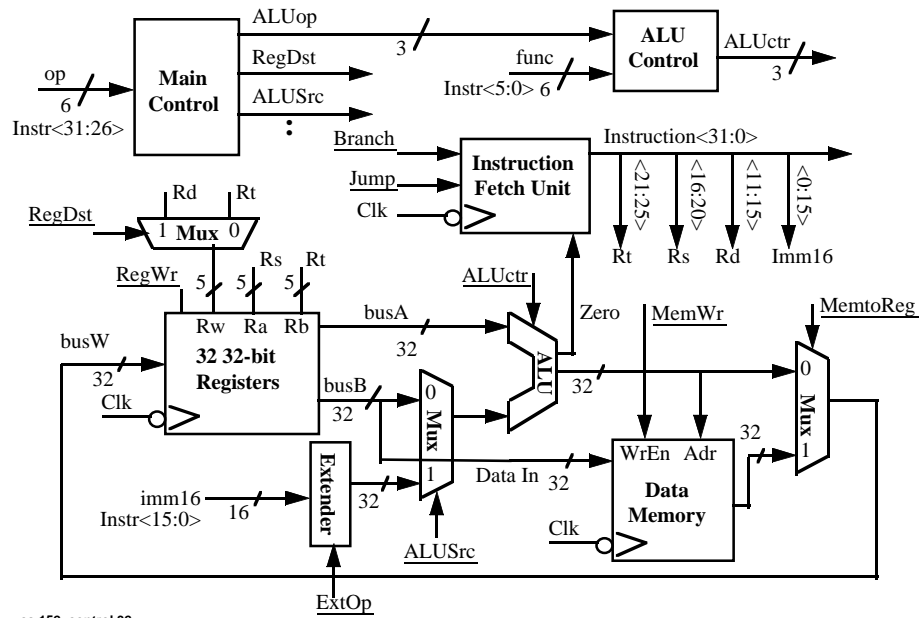 ALUop
3
RegDst
ALUSrc
op
6
Instr<31:26>
Main
Control
func
Instr<5:0> 6
ALU
Control
ALUctr
3
Branch
Jump
Clk
Instruction
Fetch Unit
Instruction<31:0>
<21:25>
<16:20>
<11:15>
<0:15>
Rt
Rs
Rd
Imm16
Rd
Rt
RegDst
1 Mux 0
RegWr
5
5
5
Rs
Rt
Rw Ra Rb
busW
32
32 32-bit
Registers
Clk
busA
32
busB
32
ALUctr
ALU
Zero
32
0
Mux
1
MemWr
MemtoReg
0
Mux
1
imm16
Instr<15:0>
16
Extender
32
ExtOp
ALUSrc
Data In
32
WrEn Adr
Data
Memory
Clk
32